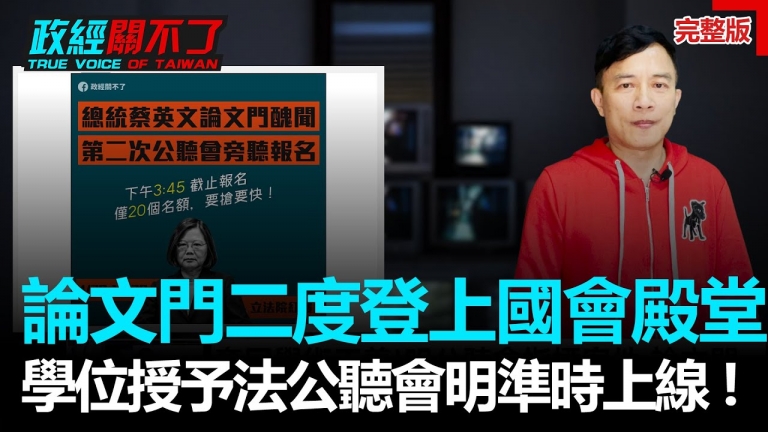 政經關不了
TRUE VOICE OF TAIWAN
完整版
政經關不了
總統蔡英文論文門醜聞
第二次公聽會旁聽報名
下午3:45 截止報名
僅20個名額，要搶要快！
論文門二度登上國會殿堂
學位授予法公聽會明準時上線！